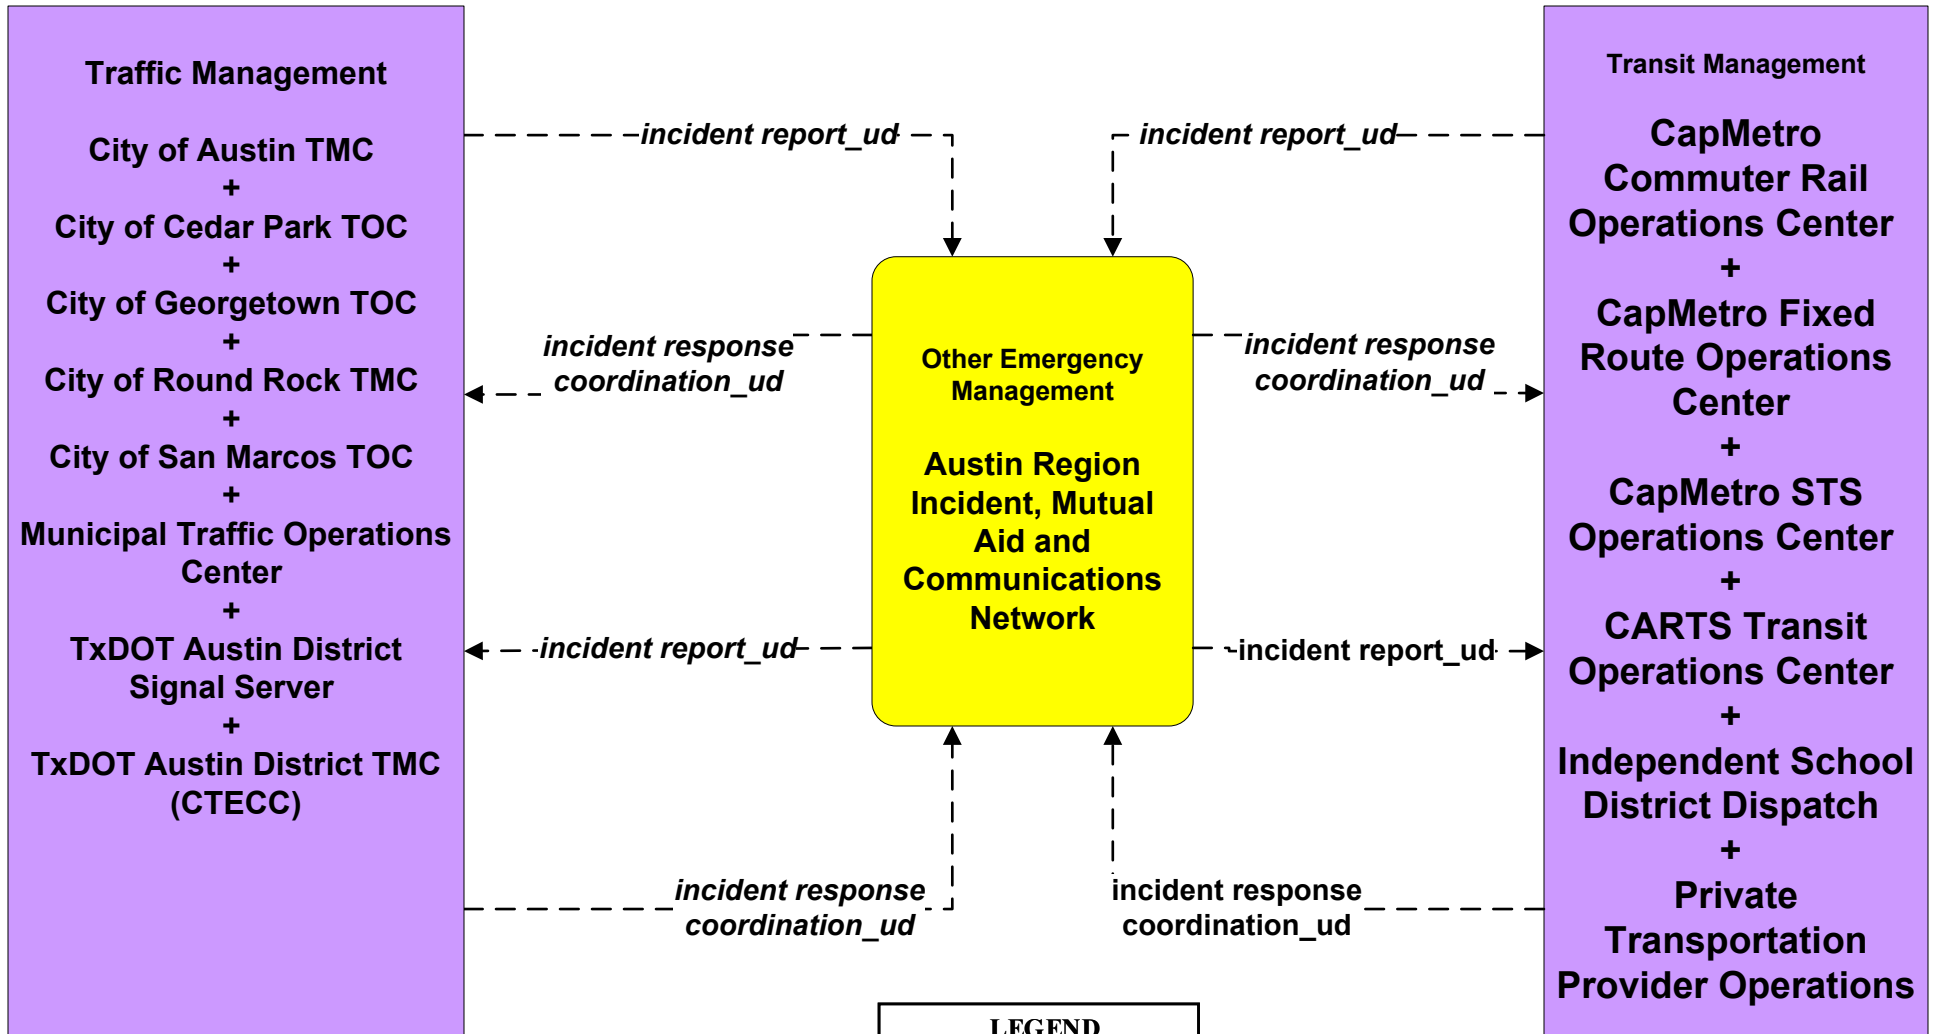 Traffic Management
City of Austin TMC
+
City of Cedar Park TOC
+
City of Georgetown TOC
+
City of Round Rock TMC
+
City of San Marcos TOC
+
Municipal Traffic Operations
Center
+
TxDOT Austin District
Signal Server
+
TxDOT Austin District TMC
(CTECC)
incident report_ud
incident response
coordination_ud
incident report_ud
incident response
coordination_ud
Other Emergency
Management
Austin Region
Incident, Mutual
Aid and
Communications
Network
incident report_ud
incident response
coordination_ud
incident report_ud
incident response
coordination_ud
Transit Management
CapMetro
Commuter Rail
Operations Center
+
CapMetro Fixed
Route Operations
Center
+
CapMetro STS
Operations Center
+
CARTS Transit
Operations Center
+
Independent School
District Dispatch
+
Private
Transportation
Provider Operations
LEGEND